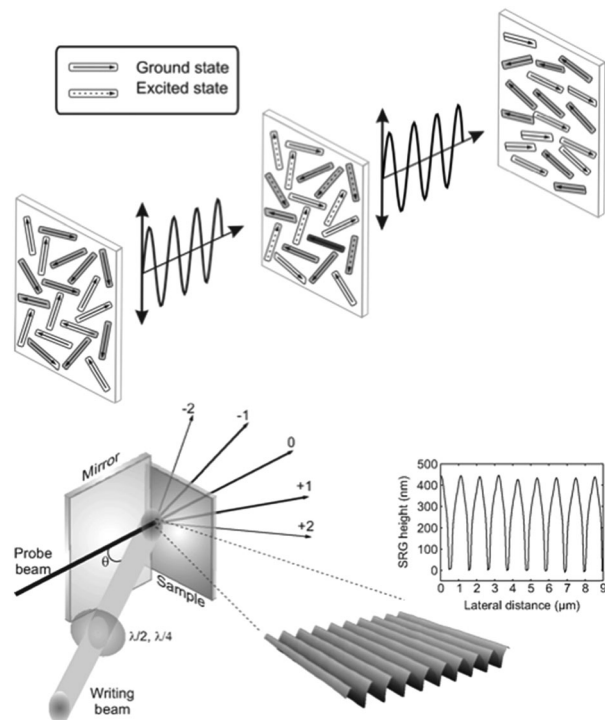 Ground state
Excited state
-2
-1
0
+1
+2
Mirror
Probe
beam
θ
Sample
λ/2, λ/4
Writing
beam
SRG height (nm)
500
400
300
200
100
0
0 1 2 3 4 5 6 7 8 9
Lateral distance (μm)